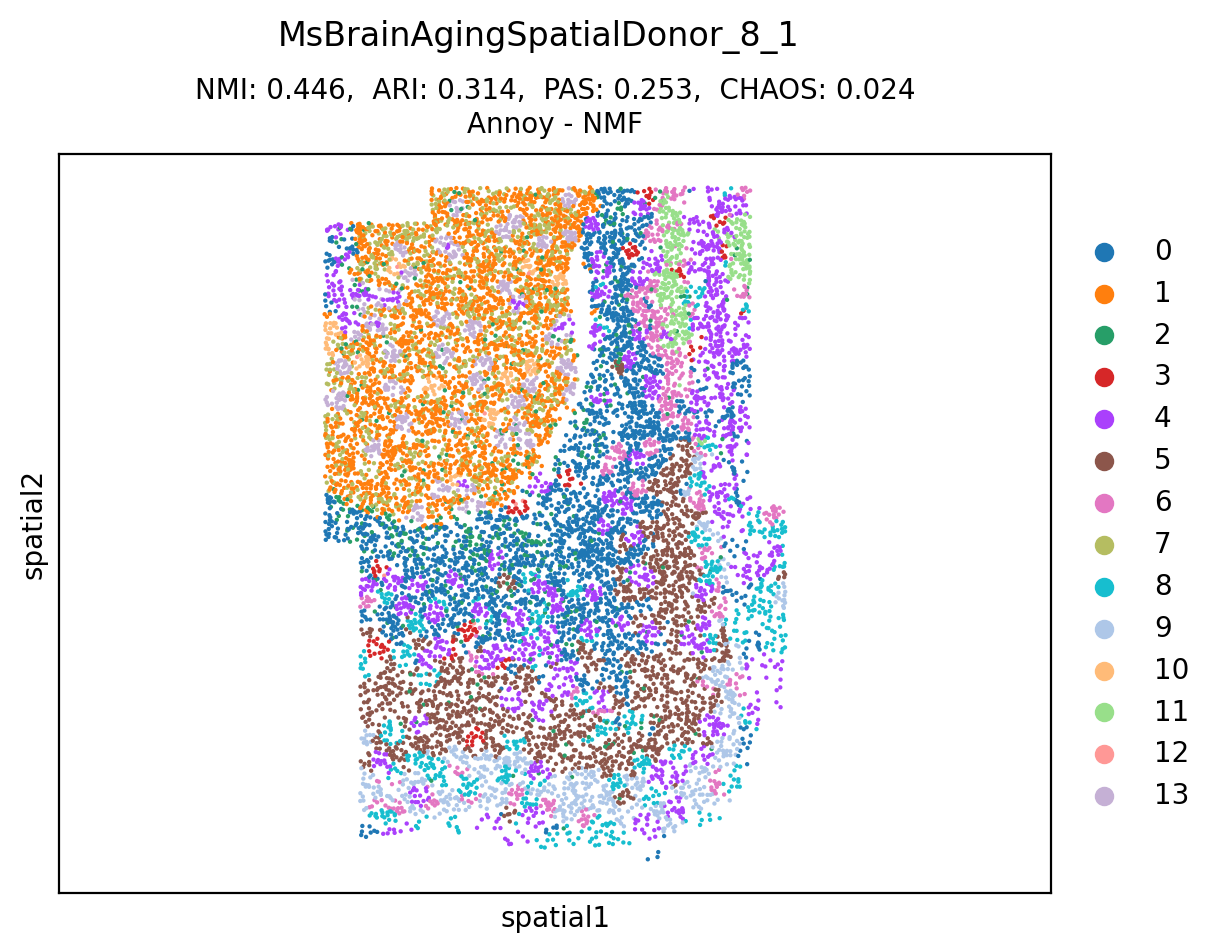 MsBrainAgingSpatialDonor_8_1
NMI: 0.446,  ARI: 0.314,  PAS: 0.253,  CHAOS: 0.024
Annoy - NMF
spatial2
spatial1
0
1
2
3
4
5
6
7
8
9
10
11
12
13